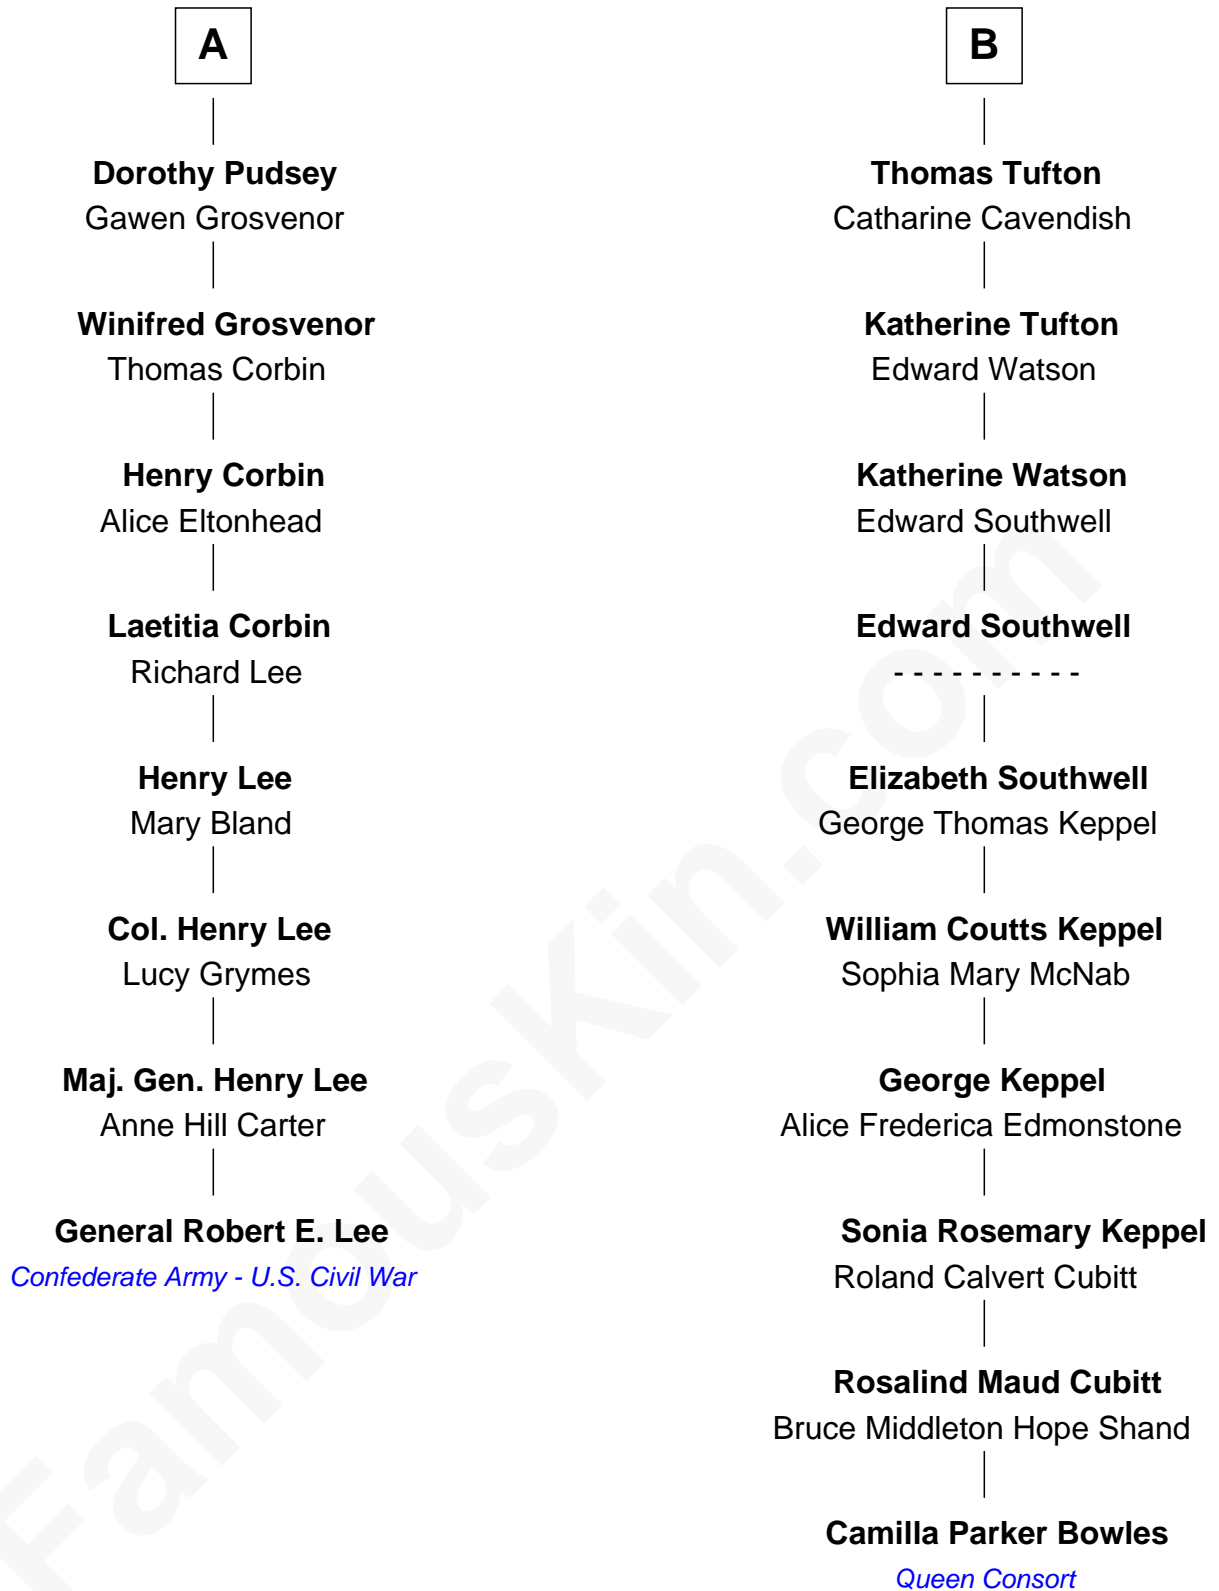 A
Dorothy Pudsey
Gawen Grosvenor
Winifred Grosvenor
Thomas Corbin
Henry Corbin
Alice Eltonhead
Laetitia Corbin
Richard Lee
Henry Lee
Mary Bland
Col. Henry Lee
Lucy Grymes
Maj. Gen. Henry Lee
Anne Hill Carter
General Robert E. Lee
Confederate Army - U.S. Civil War
B
Thomas Tufton
Catharine Cavendish
Katherine Tufton
Edward Watson
Katherine Watson
Edward Southwell
Edward Southwell
- - - - - - - - - -
Elizabeth Southwell
George Thomas Keppel
William Coutts Keppel
Sophia Mary McNab
George Keppel
Alice Frederica Edmonstone
Sonia Rosemary Keppel
Roland Calvert Cubitt
Rosalind Maud Cubitt
Bruce Middleton Hope Shand
Camilla Parker Bowles
Queen Consort
FamousKin.com